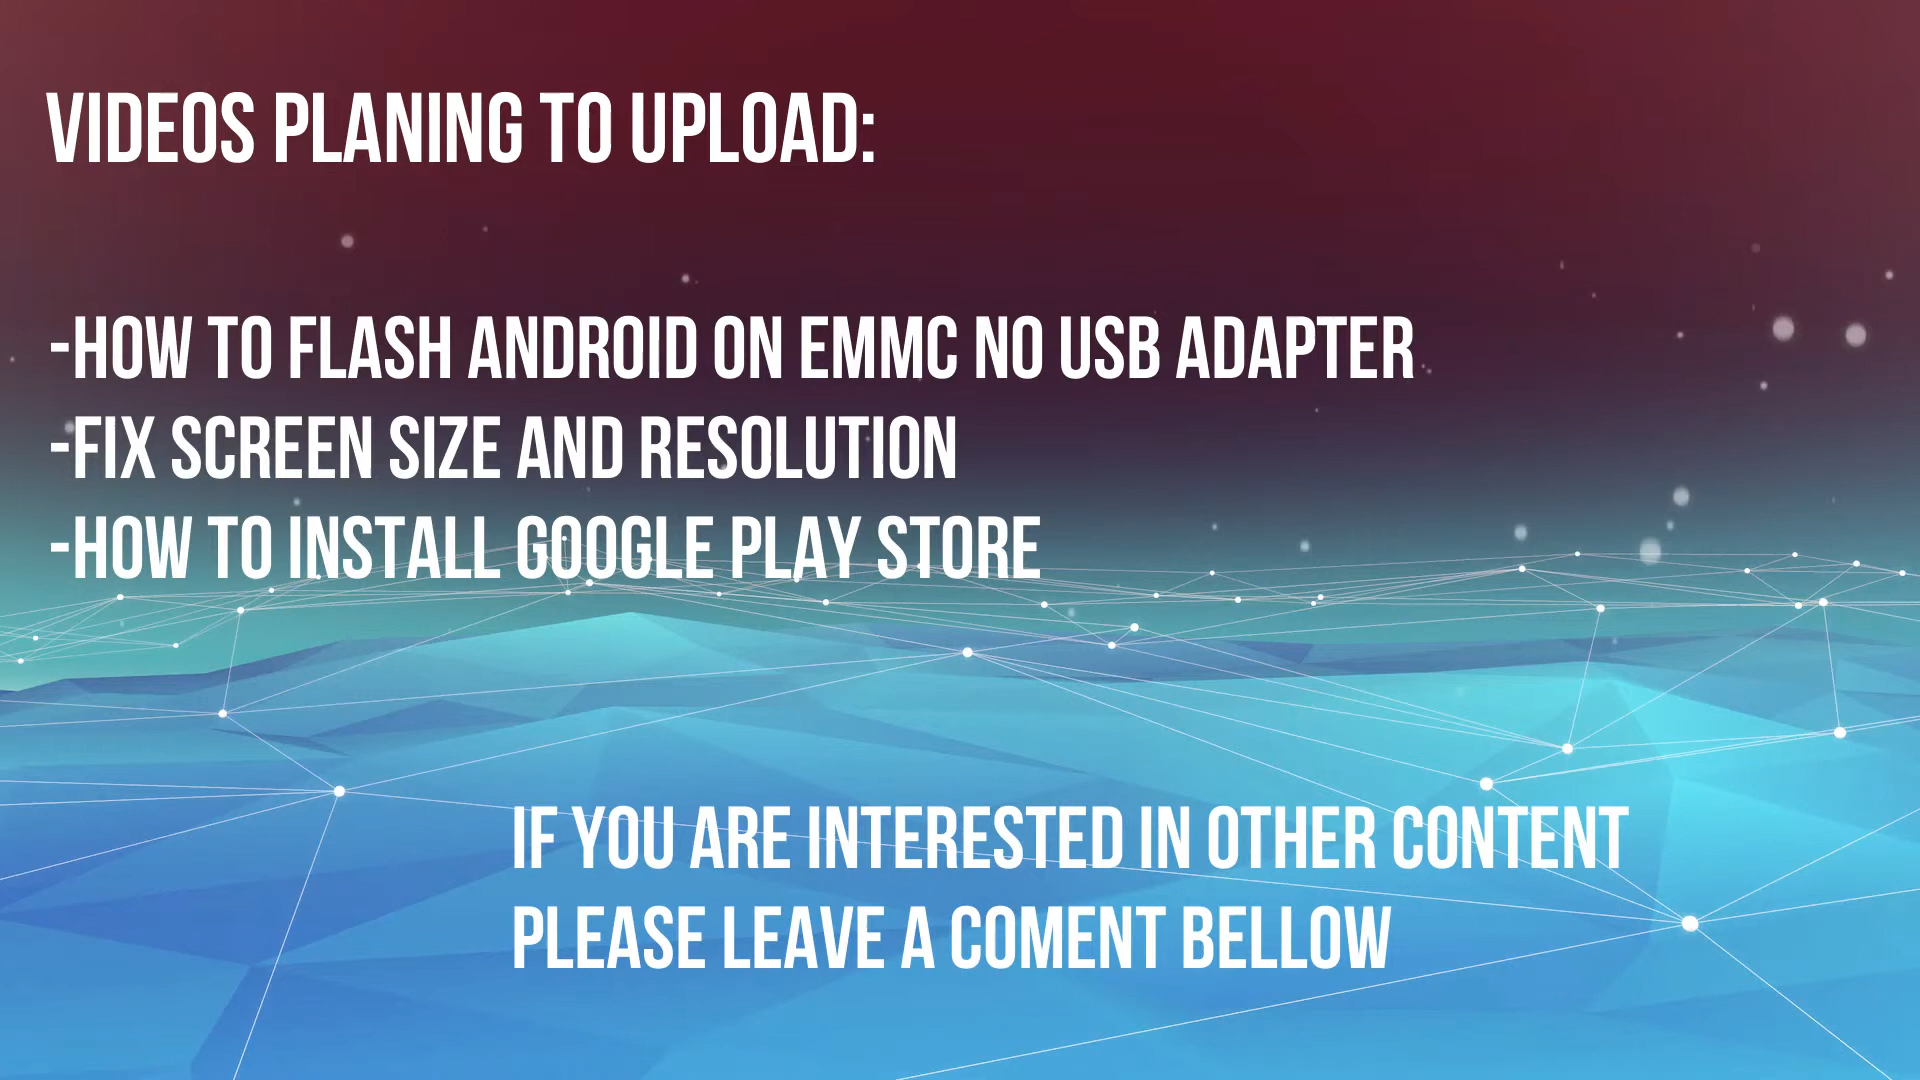 VIDEOS PLANING TO UPLOAD:
-HOW TO FLASH ANDROID ON EMMC NO USB ADAPTER
-FIX SCREEN SIZE AND RESOLUTION
-HOW TO INSTALL GOOGLE PLAY STORE
IF YOU ARE INTERESTED IN OTHER CONTENT
PLEASE LEAVE A COMENT BELLOW